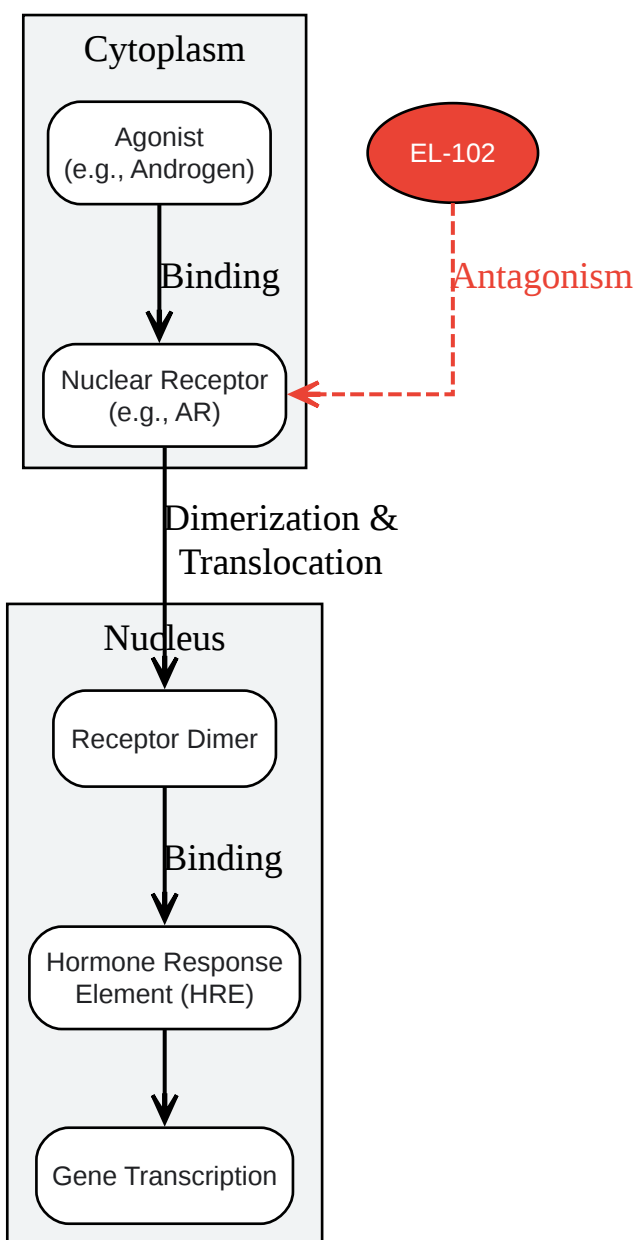 Cytoplasm
Agonist
(e.g., Androgen)
EL-102
Binding
Antagonism
Nuclear Receptor
(e.g., AR)
Dimerization &
Translocation
Nucleus
Receptor Dimer
Binding
Hormone Response
Element (HRE)
Gene Transcription